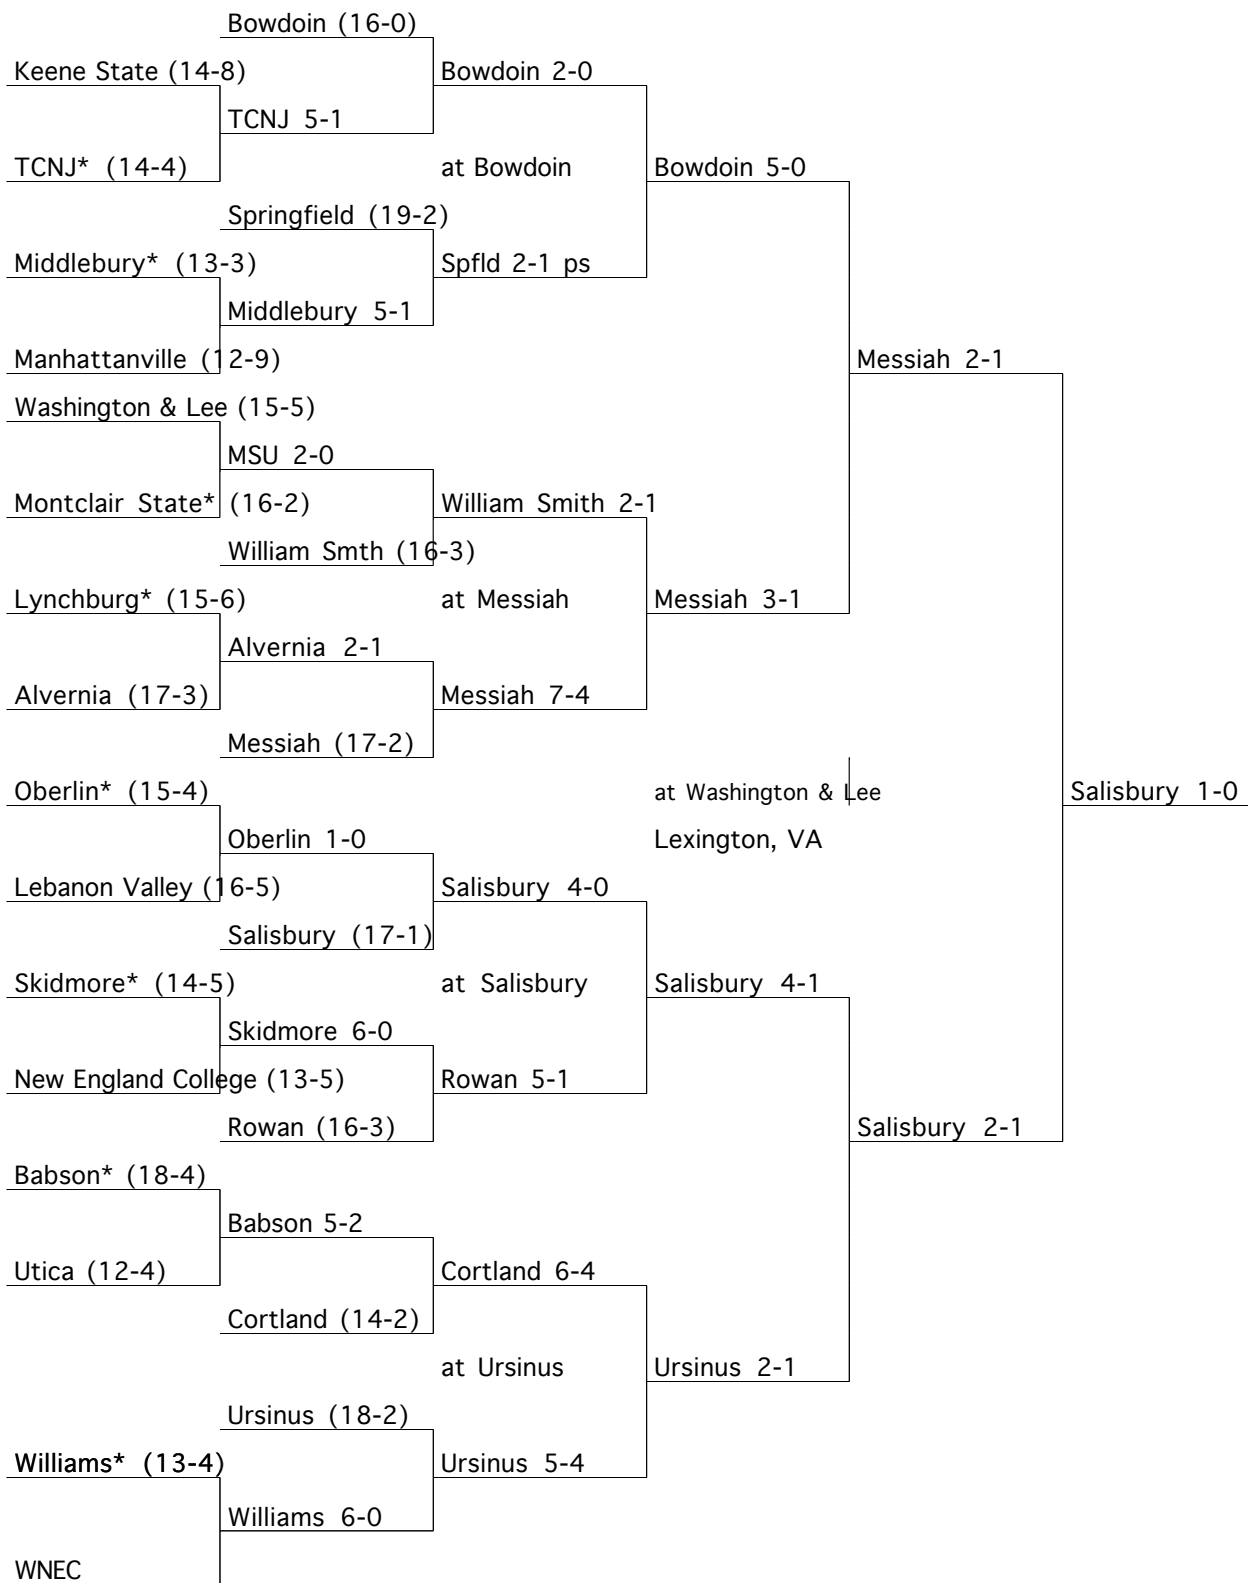 Bowdoin (16-0)
Keene State (14-8)
Bowdoin 2-0
TCNJ 5-1
TCNJ* (14-4)
at Bowdoin
Bowdoin 5-0
Springfield (19-2)
Middlebury* (13-3)
Spfld 2-1 ps
Middlebury 5-1
Manhattanville (12-9)
Messiah 2-1
Washington & Lee (15-5)
MSU 2-0
Montclair State* (16-2)
William Smith 2-1
William Smth (16-3)
Lynchburg* (15-6)
at Messiah
Messiah 3-1
Alvernia 2-1
Alvernia (17-3)
Messiah 7-4
Messiah (17-2)
Oberlin* (15-4)
at Washington & Lee
Salisbury 1-0
Oberlin 1-0
Lexington, VA
Lebanon Valley (16-5)
Salisbury 4-0
Salisbury (17-1)
Skidmore* (14-5)
at Salisbury
Salisbury 4-1
Skidmore 6-0
New England College (13-5)
Rowan 5-1
Rowan (16-3)
Salisbury 2-1
Babson* (18-4)
Babson 5-2
Utica (12-4)
Cortland 6-4
Cortland (14-2)
at Ursinus
Ursinus 2-1
Ursinus (18-2)
Williams* (13-4)
Ursinus 5-4
Williams 6-0
WNEC